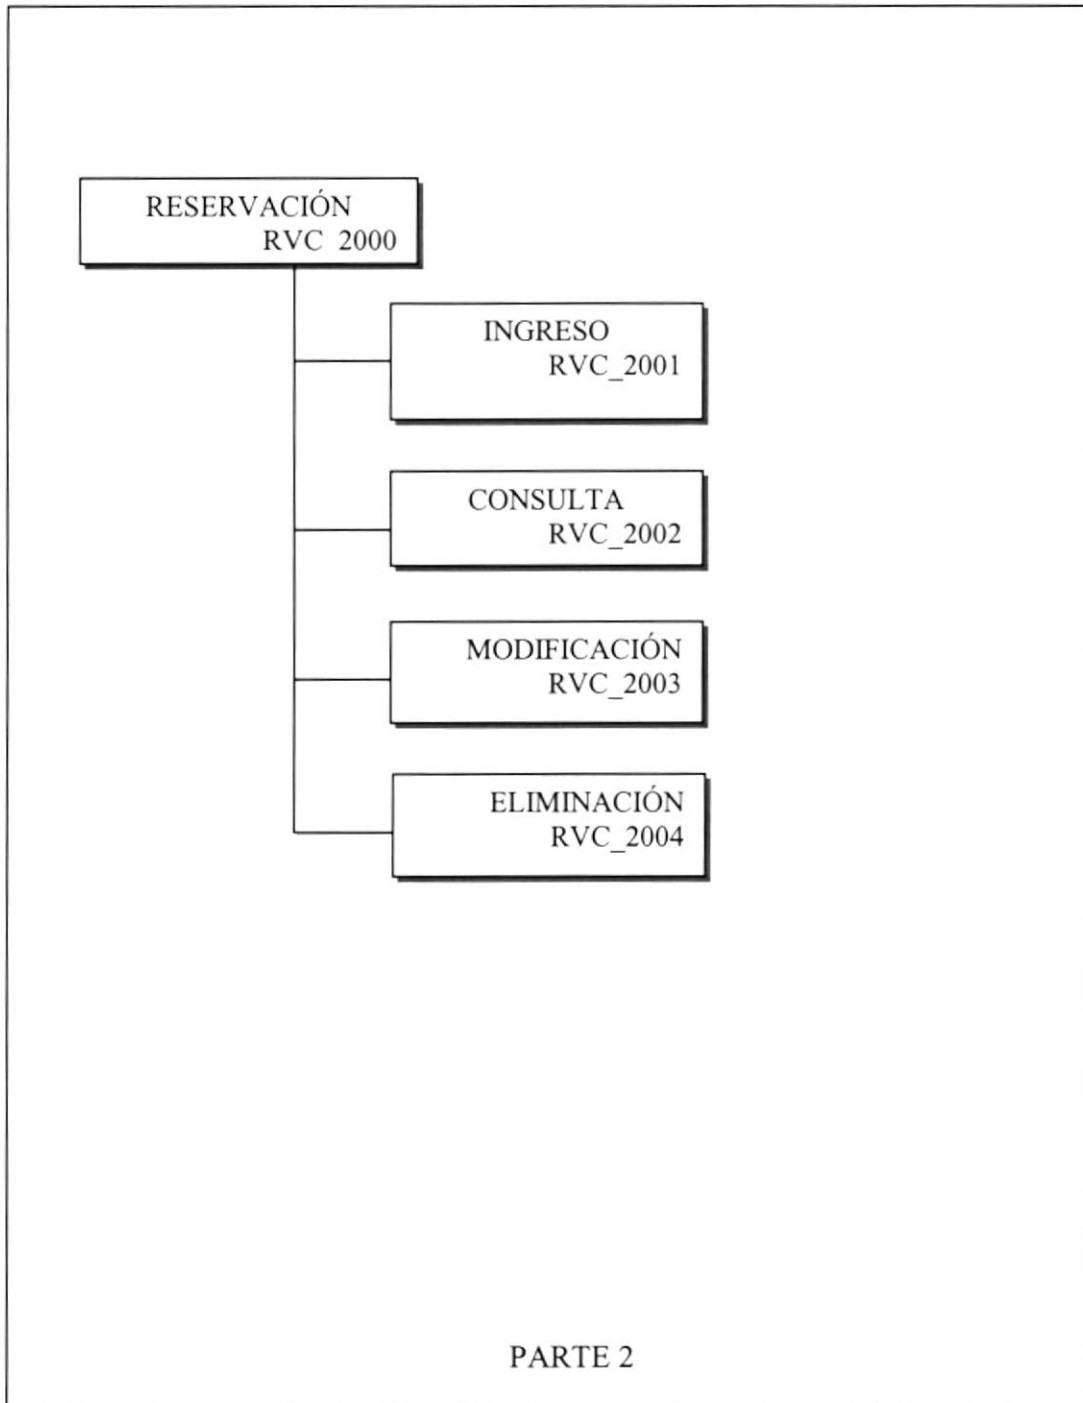 RESERVACIÓN
RVC 2000
INGRESO
RVC_2001
CONSULTA
RVC_2002
MODIFICACIÓN
RVC_2003
ELIMINACIÓN
RVC_2004
PARTE 2